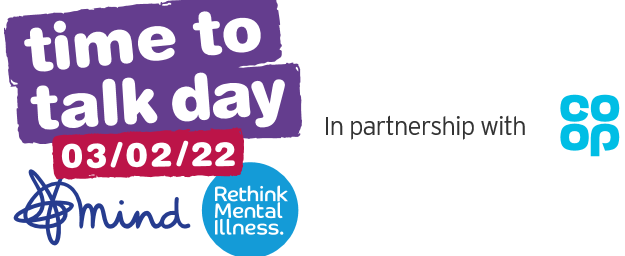 time to
talk day
03/02/22
mind
Rethink
Mental
Illness.
In partnership with
co
op